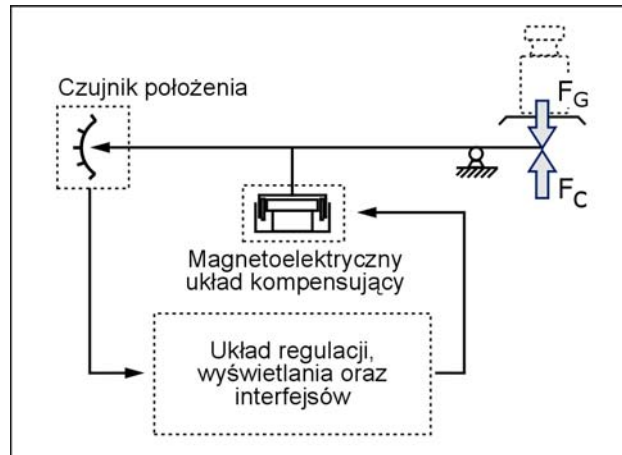 Czujnik położenia
F_G
F_C
Magnetoelektryczny
układ kompensujący
Układ regulacji,
wyświetlania oraz
interfejsów